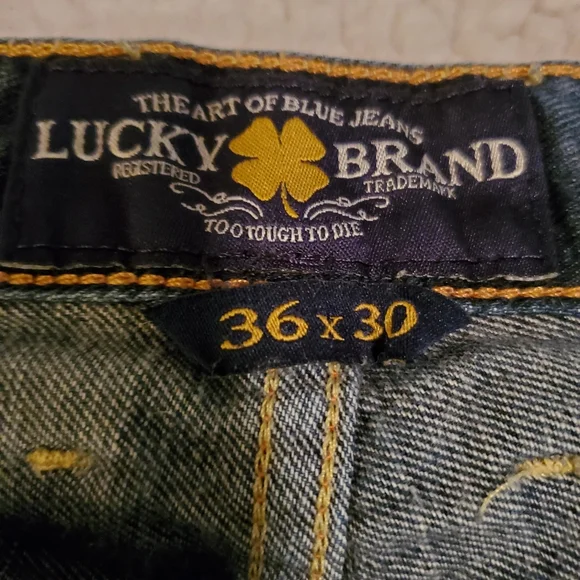 THE ART OF BLUE JEANS
LUCKY BRAND
REGISTERED TRADEMARK
TOO TOUGH TO DIE
36 x 30